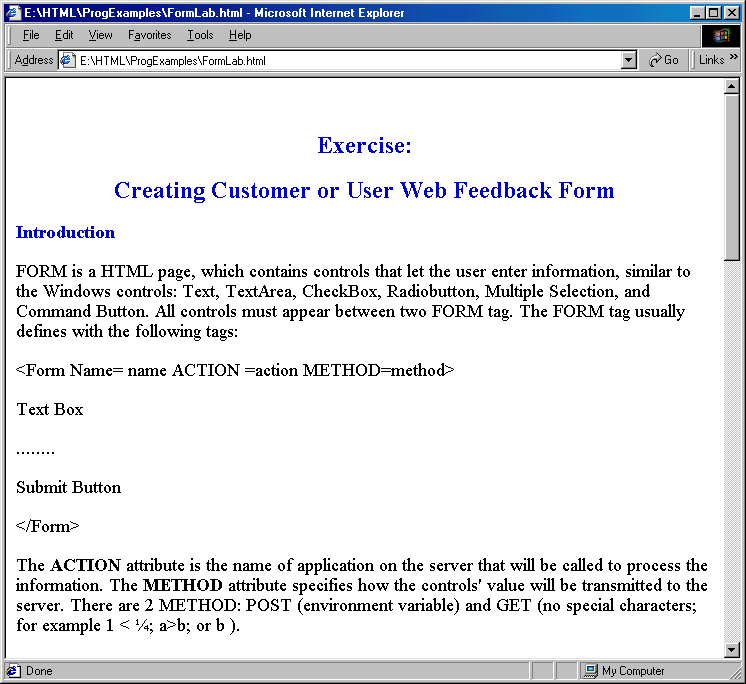 E:\HTML\ProgExamples\FormLab.html - Microsoft Internet Explorer
File Edit View Favorites Tools Help
Address E:\HTML\ProgExamples\FormLab.html Go Links »
Exercise:
Creating Customer or User Web Feedback Form
Introduction
FORM is a HTML page, which contains controls that let the user enter information, similar to
the Windows controls: Text, TextArea, CheckBox, Radiobutton, Multiple Selection, and
Command Button. All controls must appear between two FORM tag. The FORM tag usually
defines with the following tags:
<Form Name= name ACTION =action METHOD=method>
Text Box
........
Submit Button
</Form>
The ACTION attribute is the name of application on the server that will be called to process the
information. The METHOD attribute specifies how the controls' value will be transmitted to the
server. There are 2 METHOD: POST (environment variable) and GET (no special characters;
for example 1 < ¼; a>b; or b ).
Done My Computer